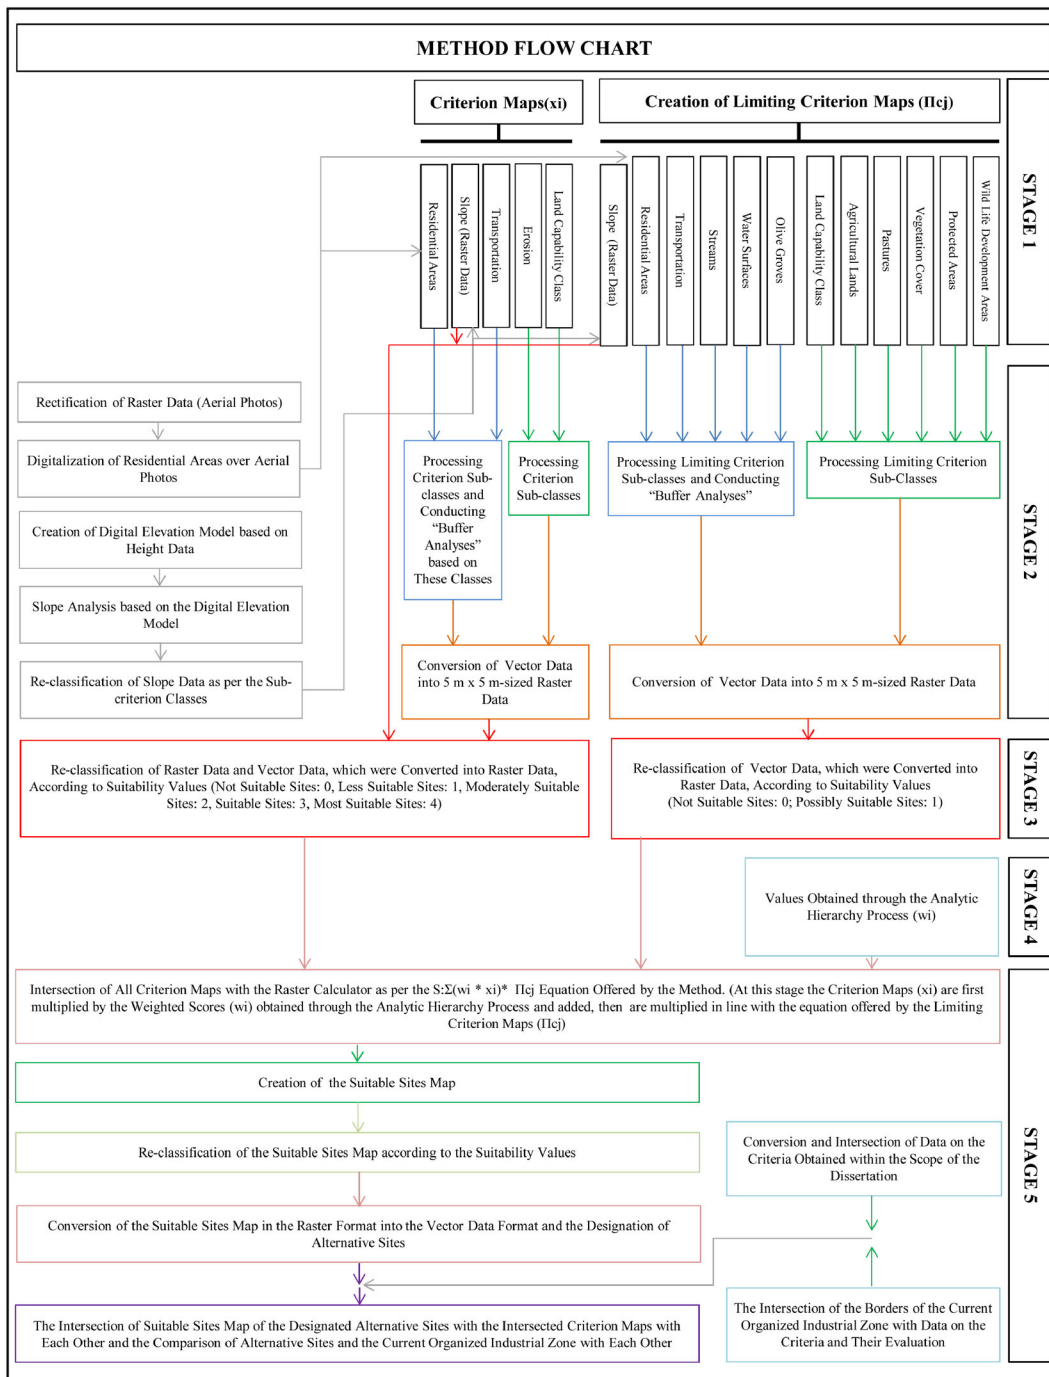 METHOD FLOW CHART
Criterion Maps(xi)
Creation of Limiting Criterion Maps (Πcj)
STAGE 1
Residential Areas
Slope (Raster Data)
Transportation
Erosion
Land Capability Class
Slope (Raster Data)
Residential Areas
Transportation
Streams
Water Surfaces
Olive Groves
Land Capability Class
Agricultural Lands
Pastures
Vegetation Cover
Protected Areas
Wild Life Development Areas
STAGE 2
Rectification of Raster Data (Aerial Photos)
Digitalization of Residential Areas over Aerial
Photos
Creation of Digital Elevation Model based on
Height Data
Slope Analysis based on the Digital Elevation
Model
Re-classification of Slope Data as per the Sub-
criterion Classes
Processing
Criterion Sub-
classes and
Conducting
“Buffer
Analyses”
based on
These Classes
Processing
Criterion
Sub-classes
Processing Limiting Criterion
Sub-classes and Conducting
“Buffer Analyses”
Processing Limiting Criterion
Sub-Classes
Conversion of Vector Data
into 5 m x 5 m-sized Raster
Data
Conversion of Vector Data into 5 m x 5 m-sized Raster Data
STAGE 3
Re-classification of Raster Data and Vector Data, which were Converted into Raster Data,
According to Suitability Values (Not Suitable Sites: 0, Less Suitable Sites: 1, Moderately Suitable
Sites: 2, Suitable Sites: 3, Most Suitable Sites: 4)
Re-classification of Vector Data, which were Converted into
Raster Data, According to Suitability Values
(Not Suitable Sites: 0; Possibly Suitable Sites: 1)
STAGE 4
Values Obtained through the Analytic
Hierarchy Process (wi)
STAGE 5
Intersection of All Criterion Maps with the Raster Calculator as per the S:Σ(wi * xi)* Πcj Equation Offered by the Method. (At this stage the Criterion Maps (xi) are first
multiplied by the Weighted Scores (wi) obtained through the Analytic Hierarchy Process and added, then are multiplied in line with the equation offered by the Limiting
Criterion Maps (Πcj)
Creation of the Suitable Sites Map
Re-classification of the Suitable Sites Map according to the Suitability Values
Conversion of the Suitable Sites Map in the Raster Format into the Vector Data Format and the Designation of
Alternative Sites
The Intersection of Suitable Sites Map of the Designated Alternative Sites with the Intersected Criterion Maps with
Each Other and the Comparison of Alternative Sites and the Current Organized Industrial Zone with Each Other
Conversion and Intersection of Data on the
Criteria Obtained within the Scope of the
Dissertation
The Intersection of the Borders of the Current
Organized Industrial Zone with Data on the
Criteria and Their Evaluation